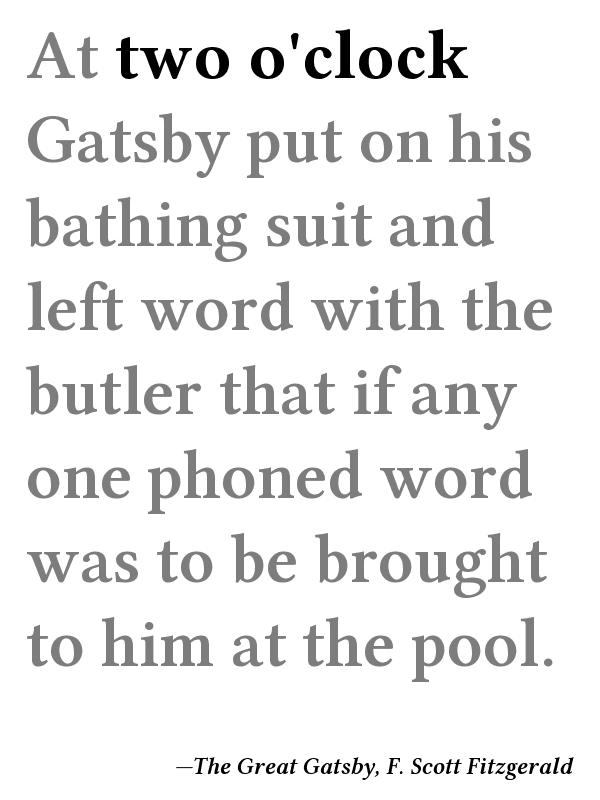 At two o'clock
Gatsby put on his
bathing suit and
left word with the
butler that if any
one phoned word
was to be brought
to him at the pool.
—The Great Gatsby, F. Scott Fitzgerald